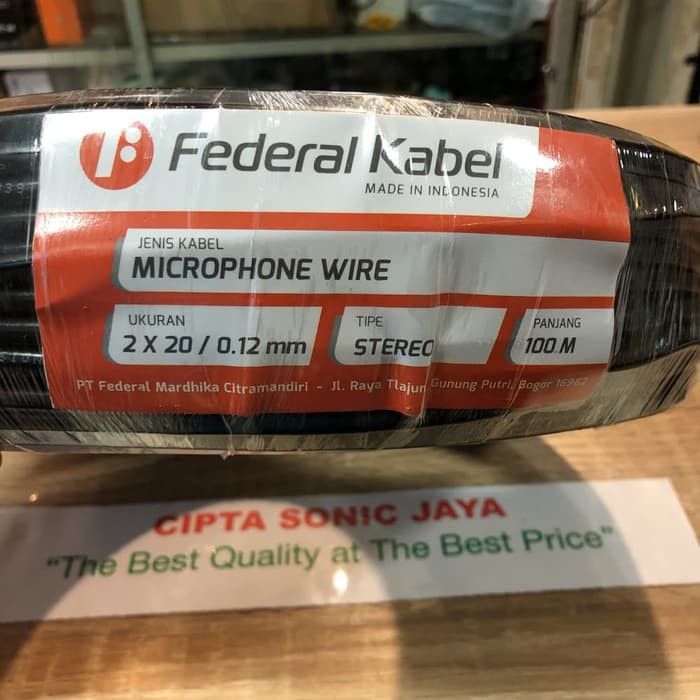 Federal Kabel
MADE IN INDONESIA
JENIS KABEL
MICROPHONE WIRE
UKURAN
2 X 20 / 0.12 mm
TIPE
STEREO
PANJANG
100 M
PT Federal Mardhika Citramandiri - Jl. Raya Tlajun Gunung Putri, Bogor 16962
CIPTA SONIC JAYA
"The Best Quality at The Best Price"